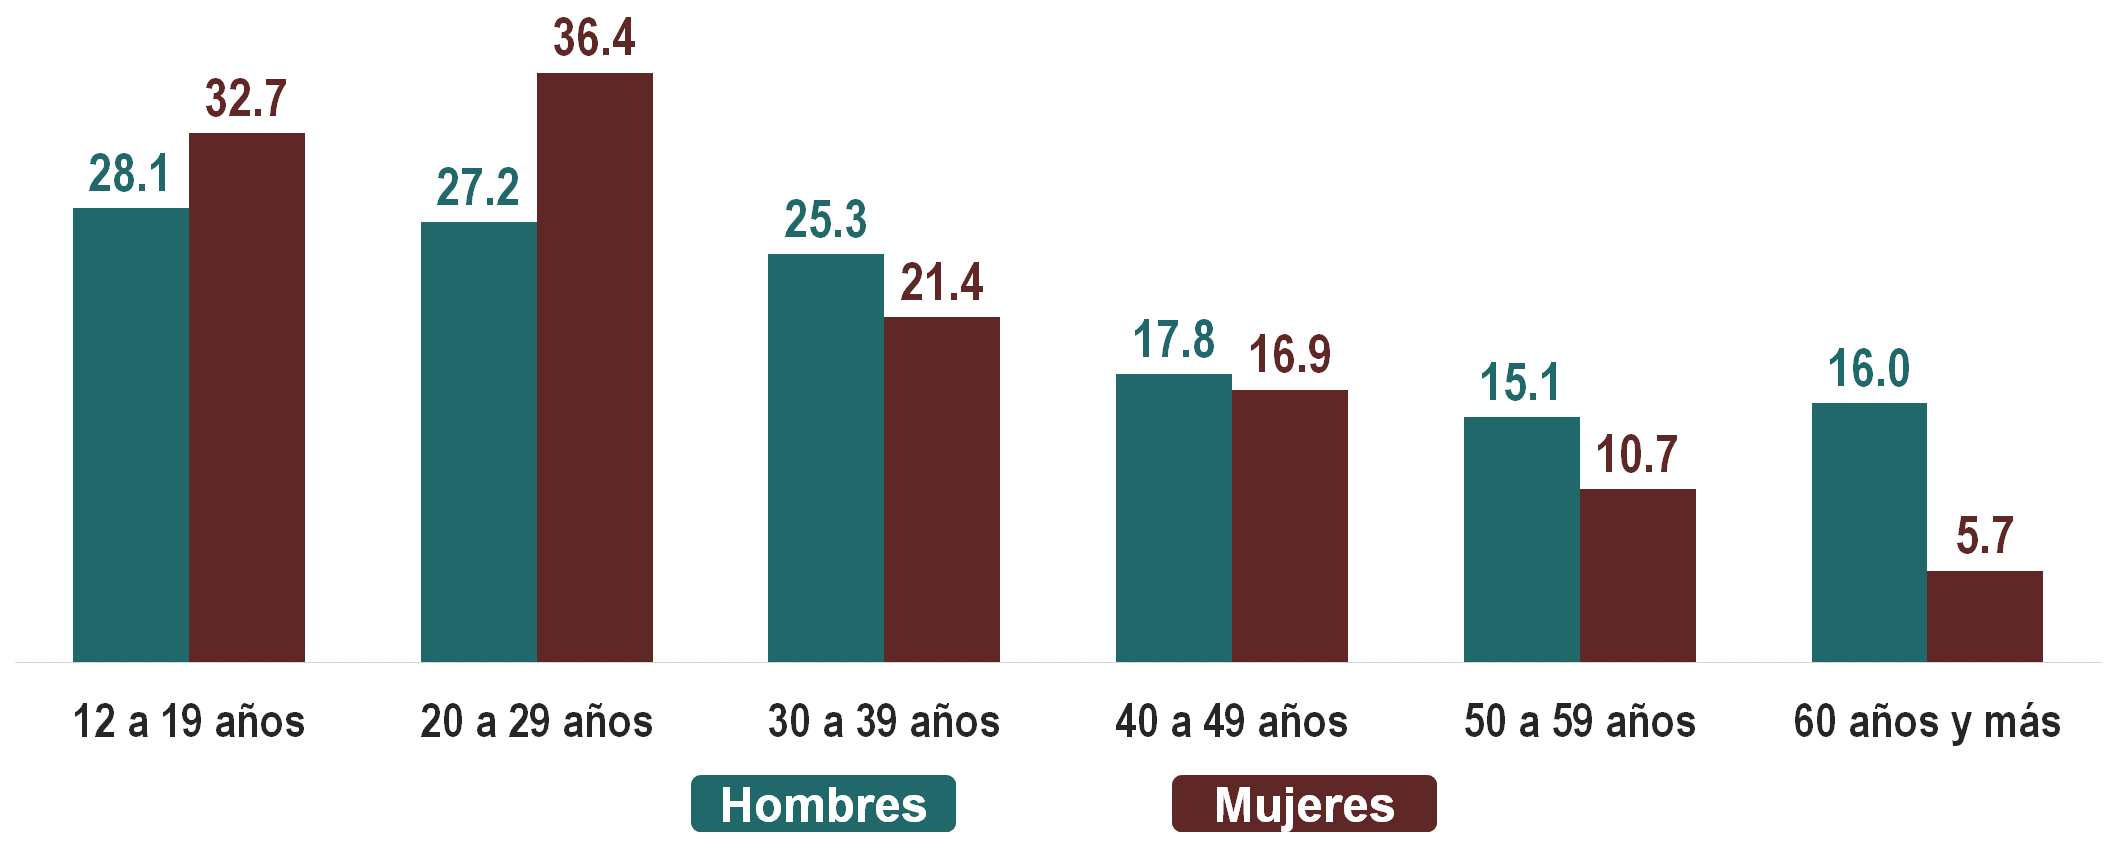 36.4
32.7
28.1
27.2
25.3
21.4
17.8
16.9
15.1
16.0
10.7
5.7
12 a 19 años
20 a 29 años
30 a 39 años
40 a 49 años
50 a 59 años
60 años y más
Hombres
Mujeres